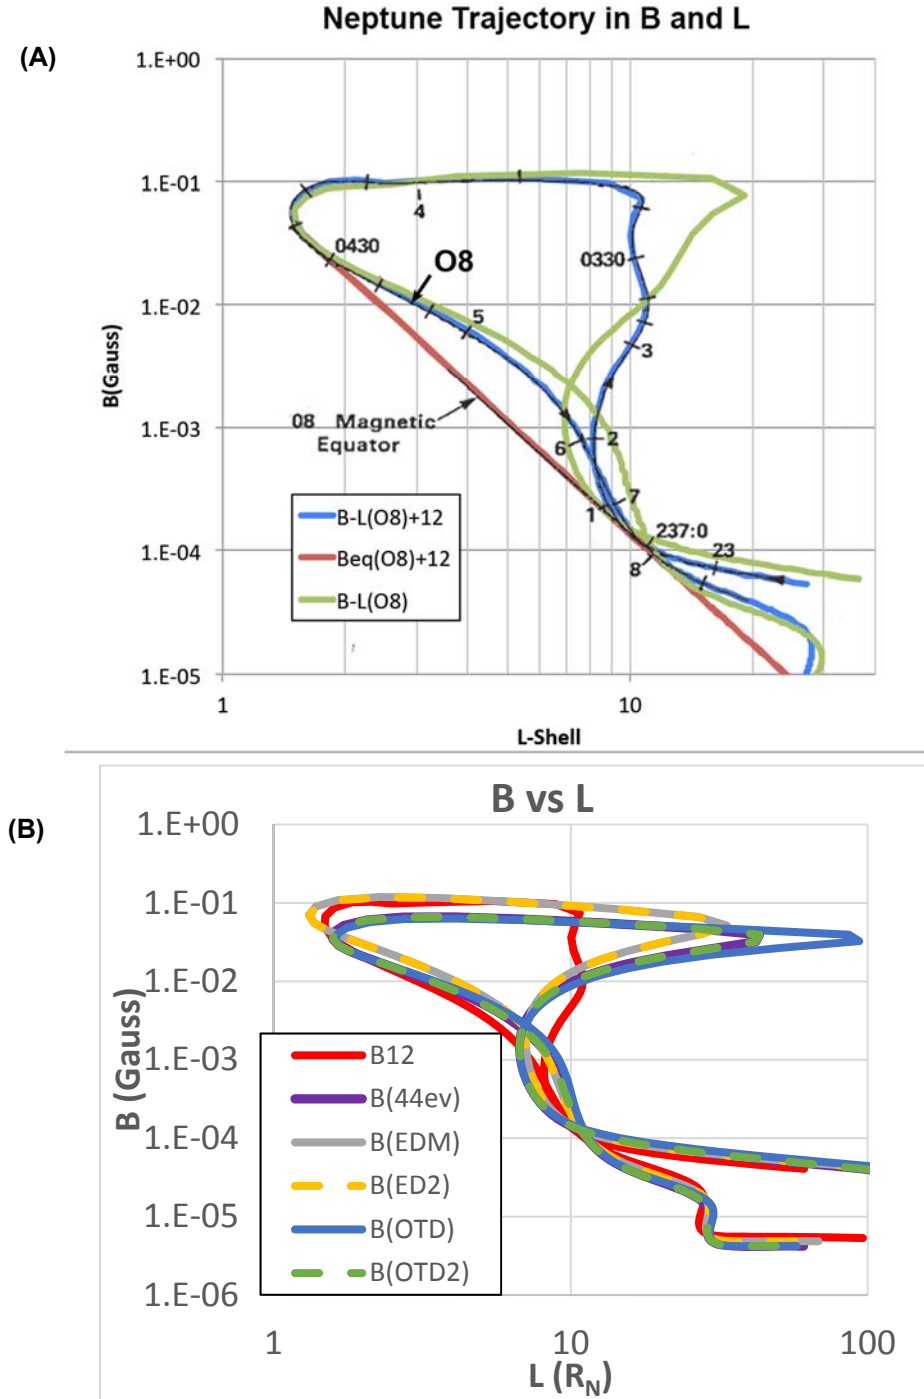 Neptune Trajectory in B and L
(A)
1.E+00
1.E-01
1.E-02
1.E-03
1.E-04
1.E-05
B(Gauss)
4
0430
O8
0330
5
3
08 Magnetic
Equator
6
2
1
7
237:0
23
8
B-L(O8)+12
Beq(O8)+12
B-L(O8)
1
10
L-Shell
B vs L
(B)
1.E+00
1.E-01
1.E-02
1.E-03
1.E-04
1.E-05
1.E-06
B (Gauss)
B12
B(44ev)
B(EDM)
B(ED2)
B(OTD)
B(OTD2)
1
10
100
L (R_N)